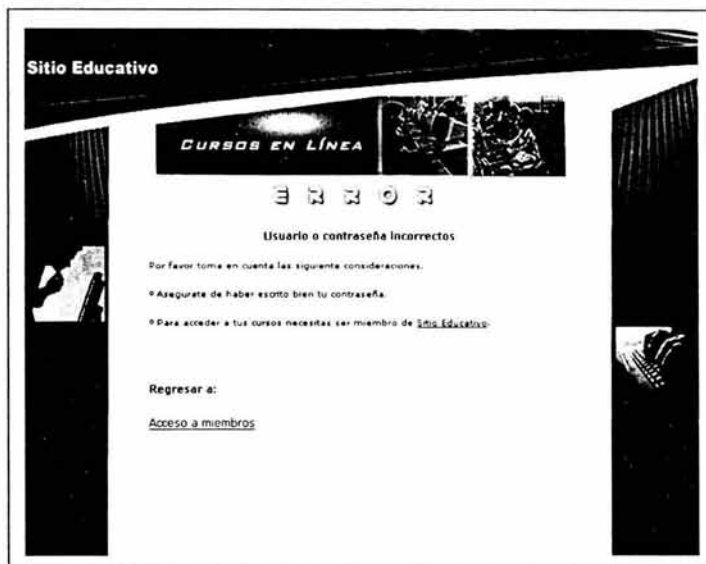 Sitio Educativo
CURSOS EN LÍNEA
ERROR
Usuario o contraseña incorrectos
Por favor toma en cuenta las siguiente consideraciones.
º Asegurate de haber escrito bien tu contraseña.
º Para acceder a tus cursos necesitas ser miembro de Sitio Educativo.
Regresar a:
Acceso a miembros